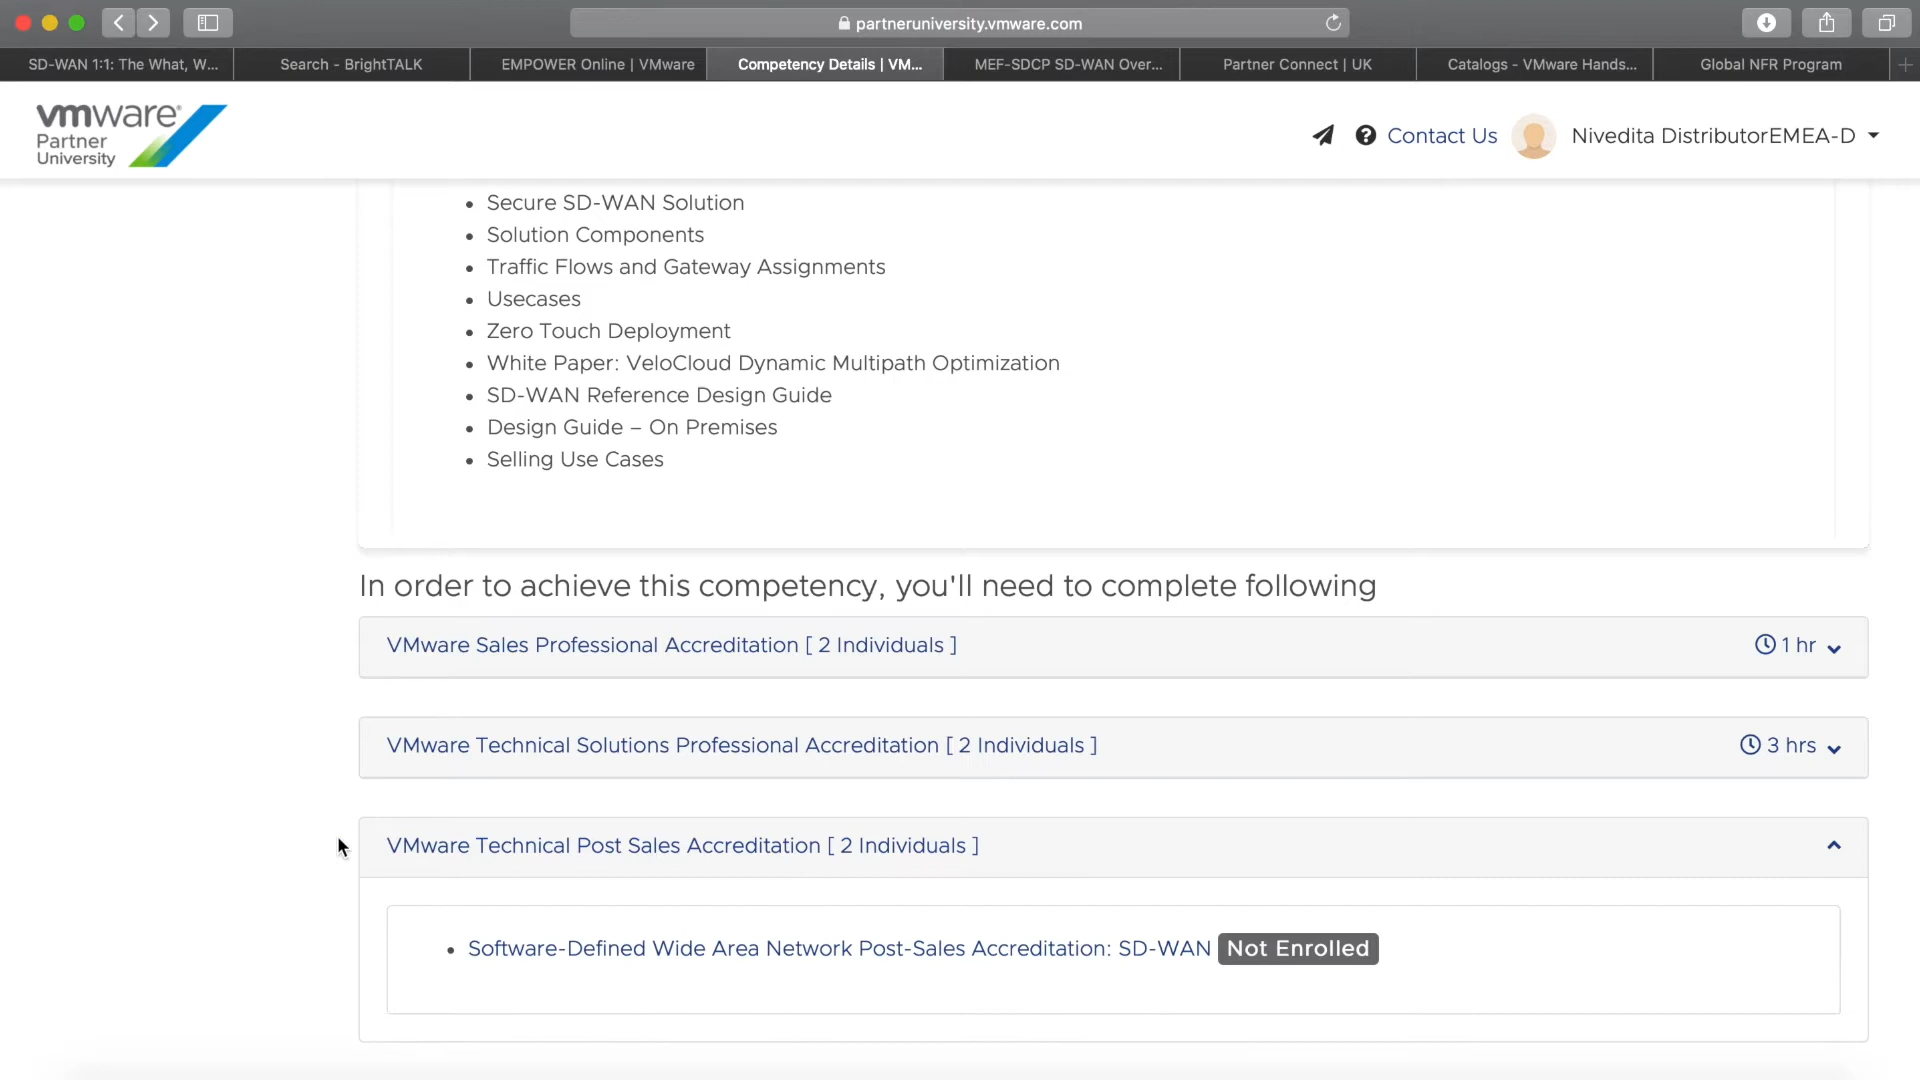 partneruniversity.vmware.com
SD-WAN 1:1: The What, W...
Search - BrightTALK
EMPOWER Online | VMware
Competency Details | VM...
MEF-SDCP SD-WAN Over...
Partner Connect | UK
Catalogs - VMware Hands...
Global NFR Program
vmware®
Partner
University
Contact Us
Nivedita DistributorEMEA-D
• Secure SD-WAN Solution
• Solution Components
• Traffic Flows and Gateway Assignments
• Usecases
• Zero Touch Deployment
• White Paper: VeloCloud Dynamic Multipath Optimization
• SD-WAN Reference Design Guide
• Design Guide – On Premises
• Selling Use Cases
In order to achieve this competency, you'll need to complete following
VMware Sales Professional Accreditation [ 2 Individuals ]
1 hr
VMware Technical Solutions Professional Accreditation [ 2 Individuals ]
3 hrs
VMware Technical Post Sales Accreditation [ 2 Individuals ]
• Software-Defined Wide Area Network Post-Sales Accreditation: SD-WAN Not Enrolled